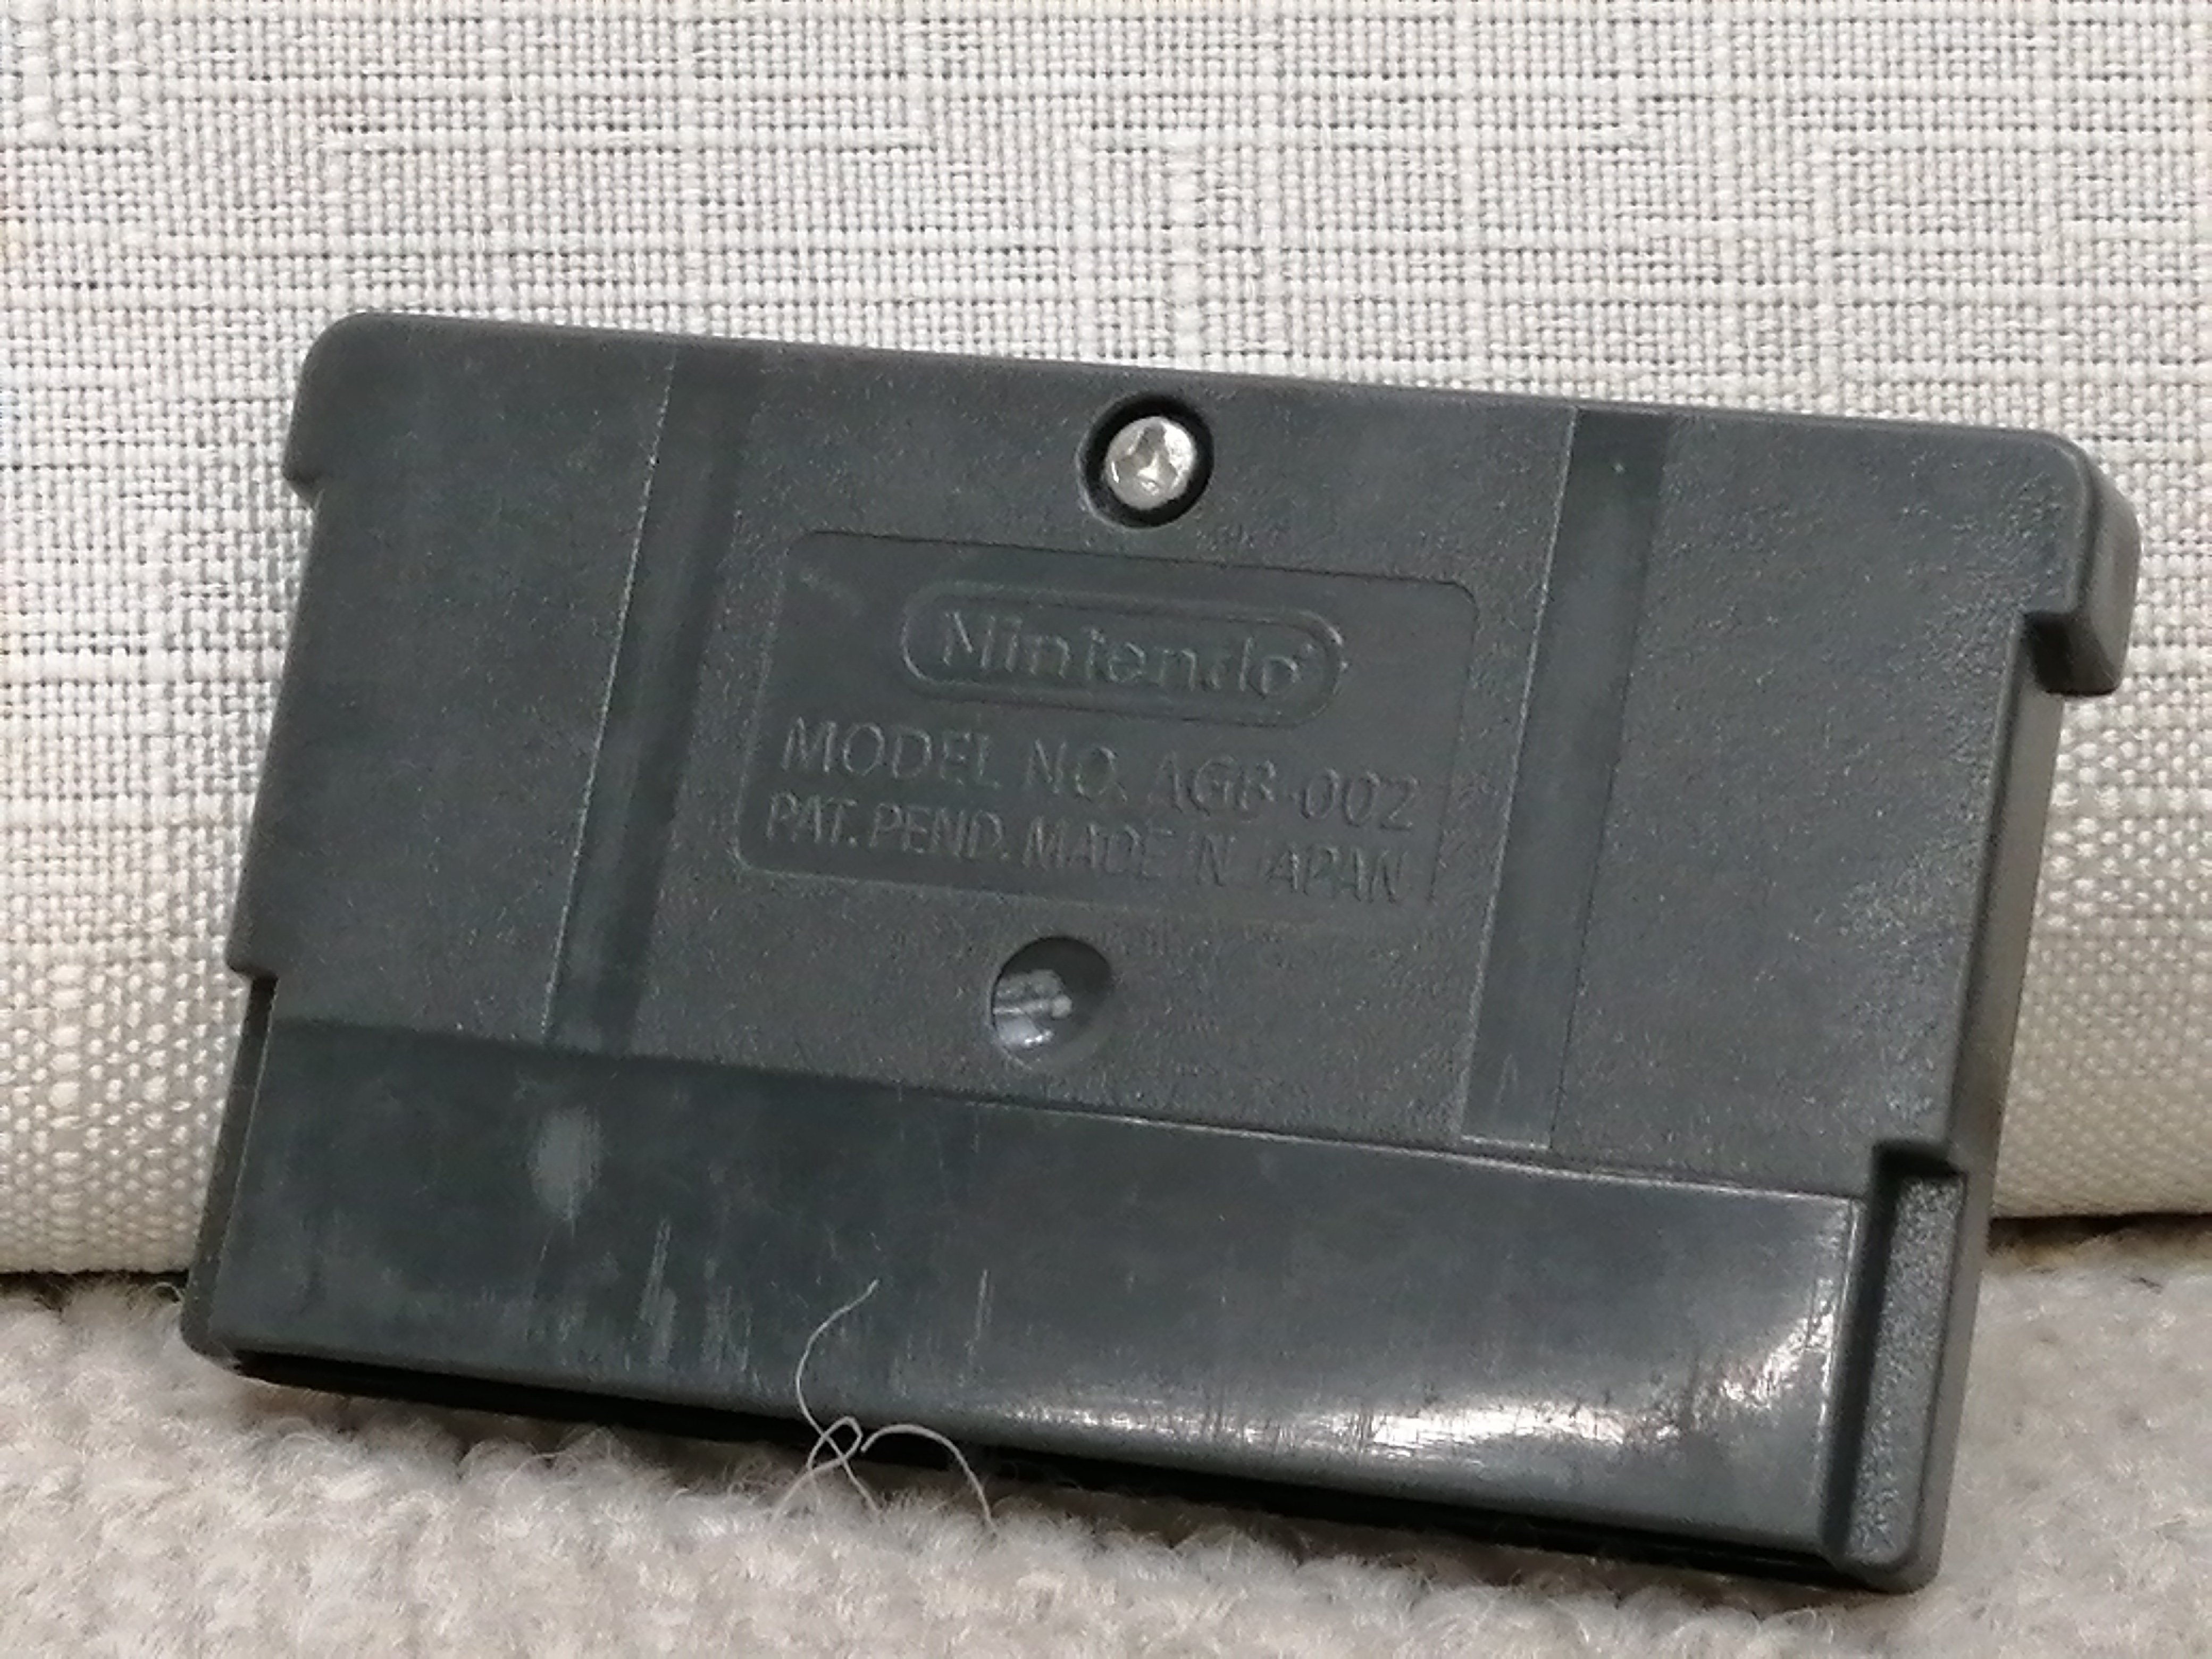 Nintendo®
MODEL NO. AGB-002
PAT. PEND. MADE IN JAPAN